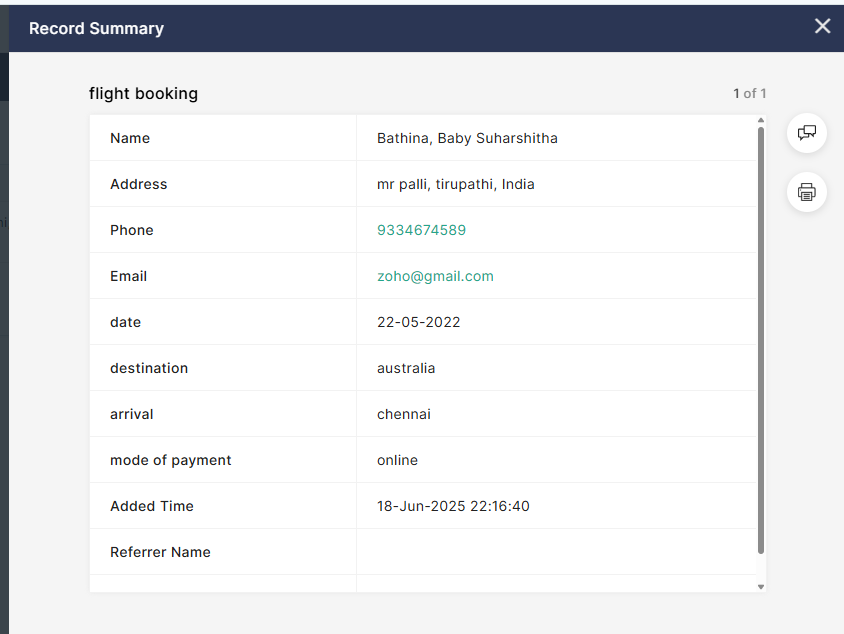 Record Summary
flight booking
1 of 1
Name Bathina, Baby Suharshitha
Address mr palli, tirupathi, India
Phone 9334674589
Email zoho@gmail.com
date 22-05-2022
destination australia
arrival chennai
mode of payment online
Added Time 18-Jun-2025 22:16:40
Referrer Name